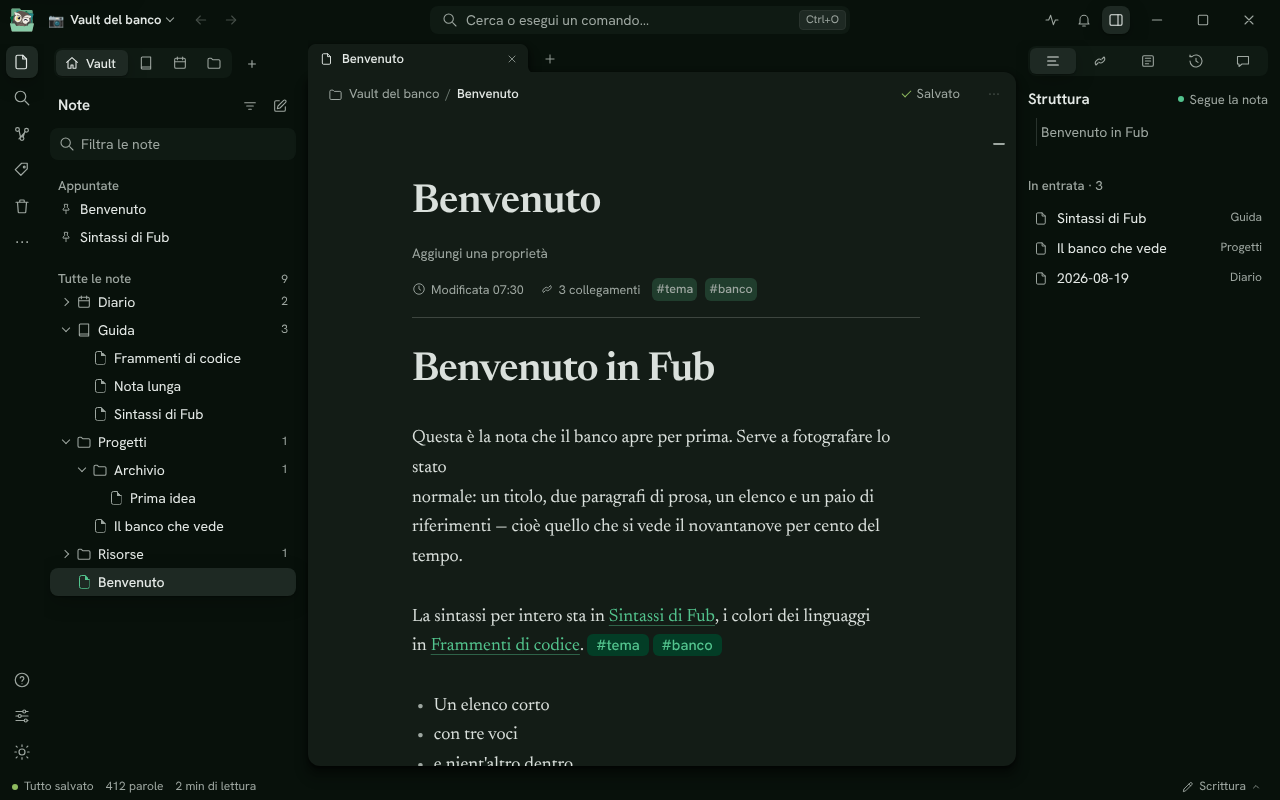 Vault del banco
Cerca o esegui un comando...
Ctrl+O
Vault
Note
Filtra le note
Appuntate
Benvenuto
Sintassi di Fub
Tutte le note 9
Diario 2
Guida 3
Frammenti di codice
Nota lunga
Sintassi di Fub
Progetti 1
Archivio 1
Prima idea
Il banco che vede
Risorse 1
Benvenuto
Benvenuto
Vault del banco / Benvenuto
Salvato
Benvenuto
Aggiungi una proprietà
Modificata 07:30 3 collegamenti #tema #banco
Benvenuto in Fub
Questa è la nota che il banco apre per prima. Serve a fotografare lo
stato
normale: un titolo, due paragrafi di prosa, un elenco e un paio di
riferimenti — cioè quello che si vede il novantanove per cento del
tempo.
La sintassi per intero sta in Sintassi di Fub, i colori dei linguaggi
in Frammenti di codice. #tema #banco
• Un elenco corto
• con tre voci
• e nient'altro dentro
Struttura
Segue la nota
Benvenuto in Fub
In entrata · 3
Sintassi di Fub Guida
Il banco che vede Progetti
2026-08-19 Diario
Tutto salvato 412 parole 2 min di lettura
Scrittura